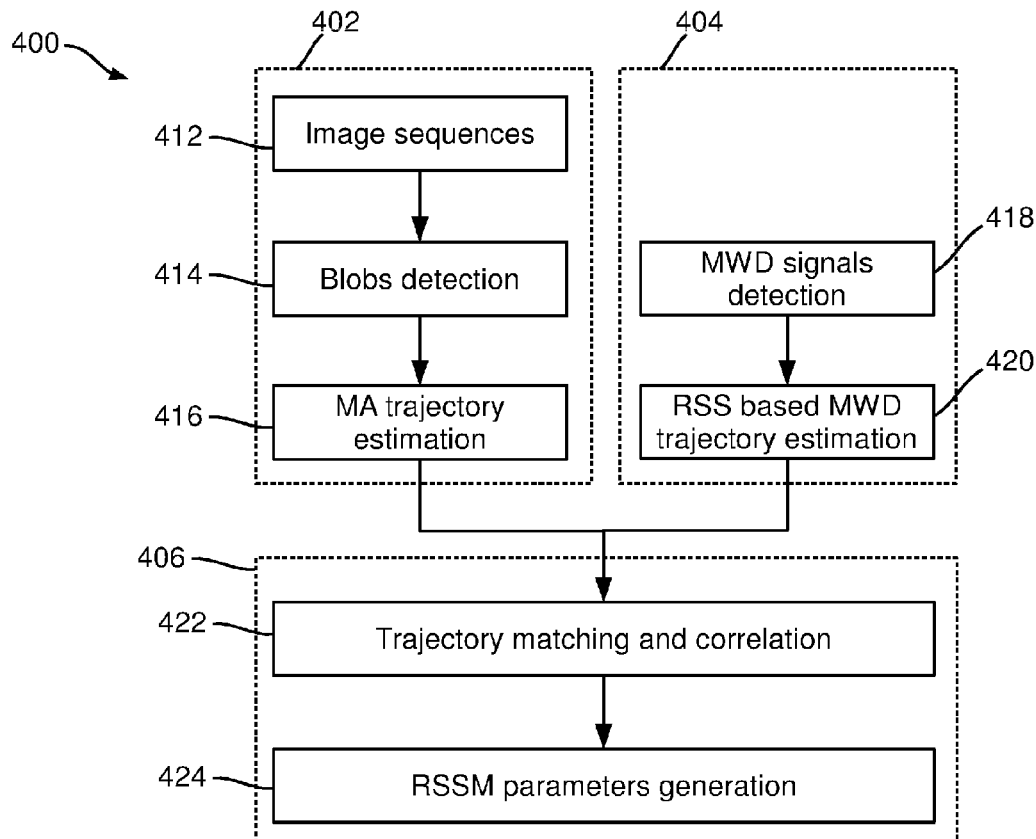 400
402
404
412
Image sequences
414
Blobs detection
418
MWD signals
detection
416
MA trajectory
estimation
420
RSS based MWD
trajectory estimation
406
422
Trajectory matching and correlation
424
RSSM parameters generation